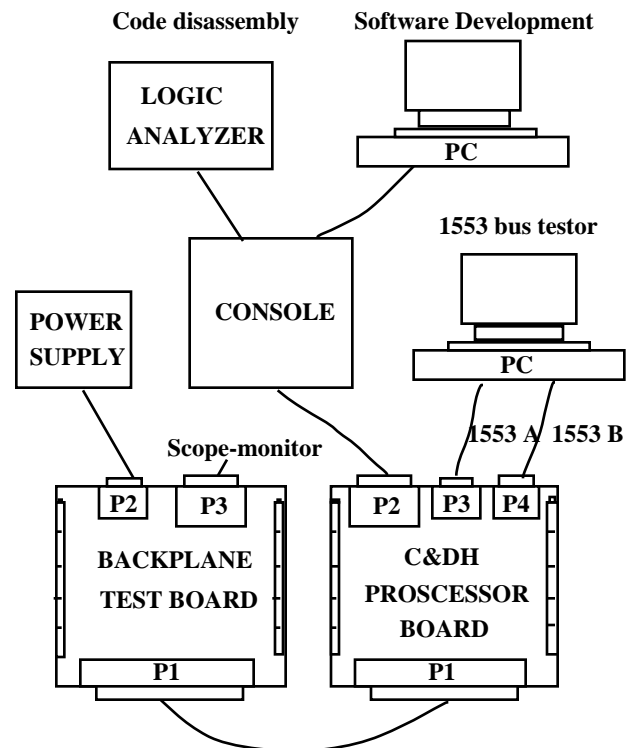 Code disassembly
Software Development
LOGIC
ANALYZER
PC
1553 bus testor
CONSOLE
POWER
SUPPLY
PC
1553 A
1553 B
Scope-monitor
P2
P3
P2
P3
P4
BACKPLANE
TEST BOARD
C&DH
PROSCESSOR
BOARD
P1
P1